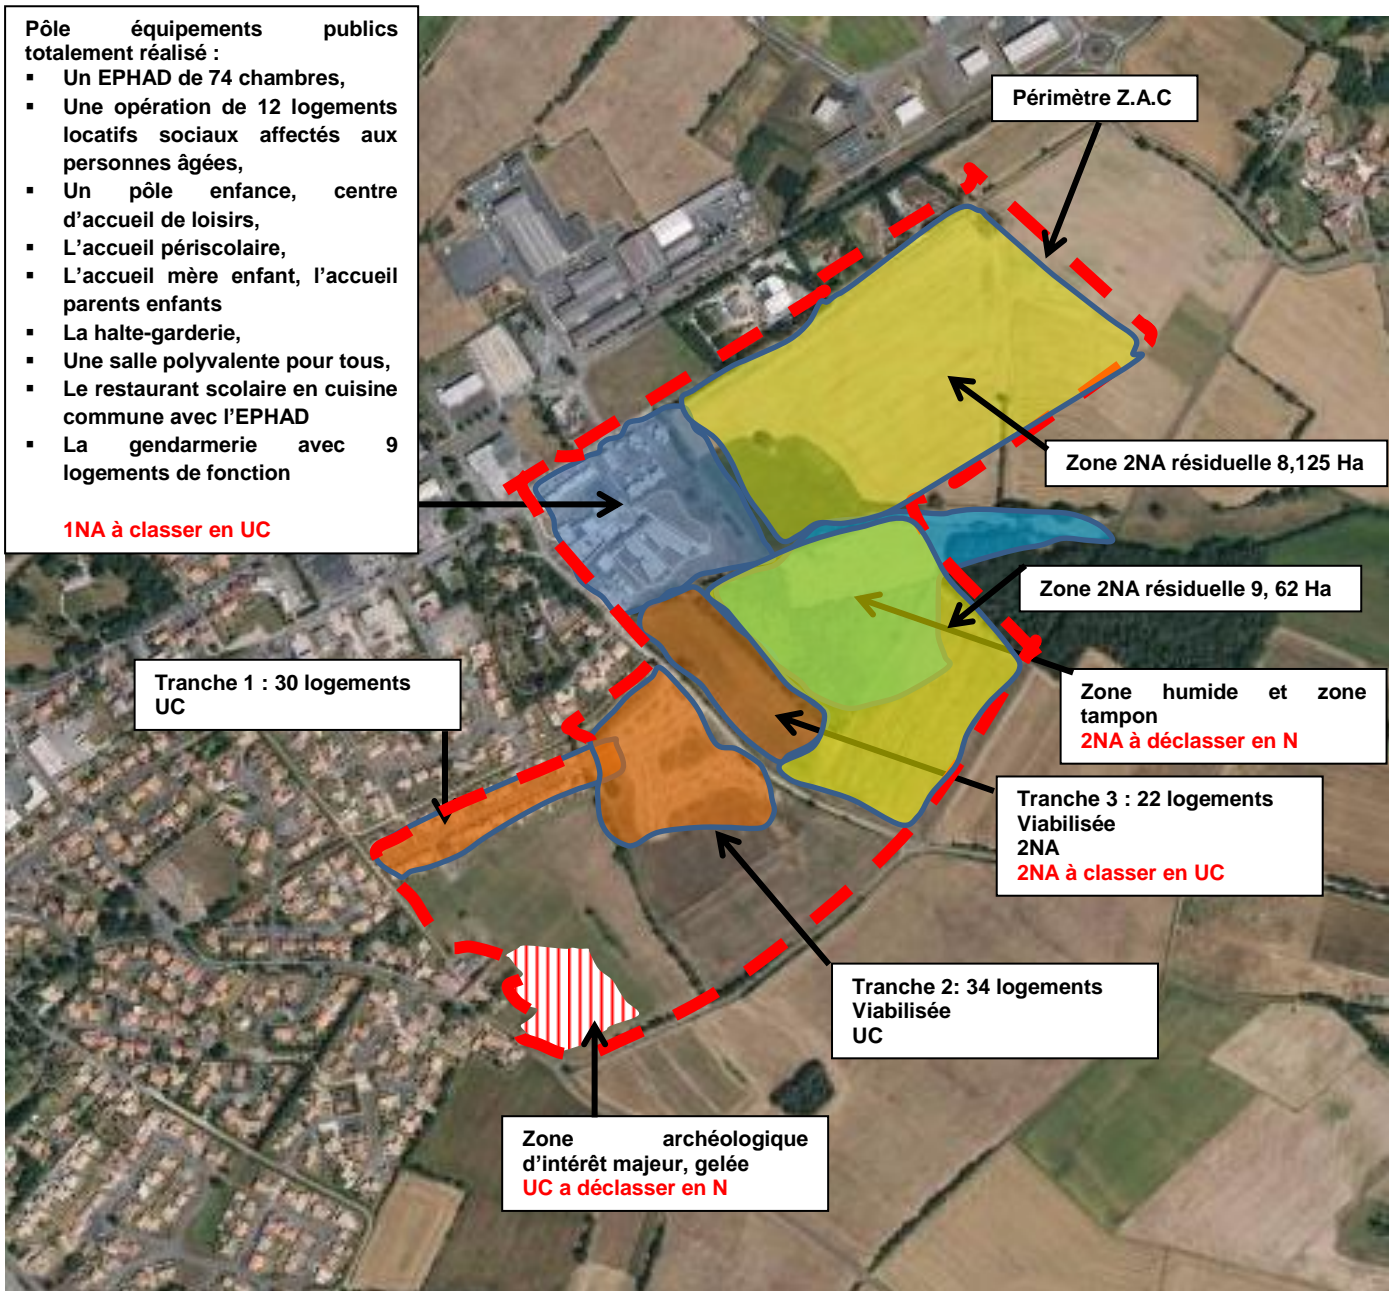 Pôle équipements publics
totalement réalisé :
▪ Un EPHAD de 74 chambres,
▪ Une opération de 12 logements
locatifs sociaux affectés aux
personnes âgées,
▪ Un pôle enfance, centre
d'accueil de loisirs,
▪ L'accueil périscolaire,
▪ L'accueil mère enfant, l'accueil
parents enfants
▪ La halte-garderie,
▪ Une salle polyvalente pour tous,
▪ Le restaurant scolaire en cuisine
commune avec l'EPHAD
▪ La gendarmerie avec 9
logements de fonction
1NA à classer en UC
Périmètre Z.A.C
Zone 2NA résiduelle 8,125 Ha
Zone 2NA résiduelle 9, 62 Ha
Zone humide et zone
tampon
2NA à déclasser en N
Tranche 1 : 30 logements
UC
Tranche 3 : 22 logements
Viabilisée
2NA
2NA à classer en UC
Tranche 2: 34 logements
Viabilisée
UC
Zone archéologique
d'intérêt majeur, gelée
UC a déclasser en N